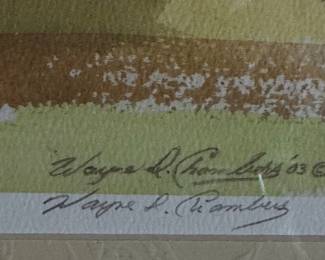 Wayne D. Chambers '03 ©
Wayne D. Chambers